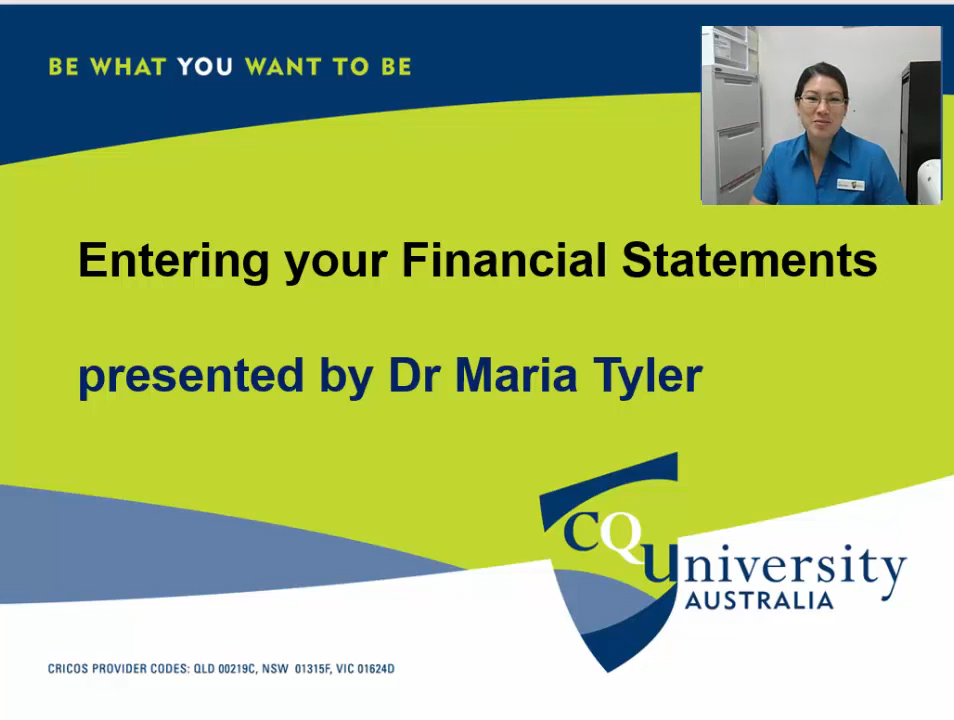 BE WHAT YOU WANT TO BE
Entering your Financial Statements
presented by Dr Maria Tyler
CQUniversity
AUSTRALIA
CRICOS PROVIDER CODES: QLD 00219C, NSW 01315F, VIC 01624D